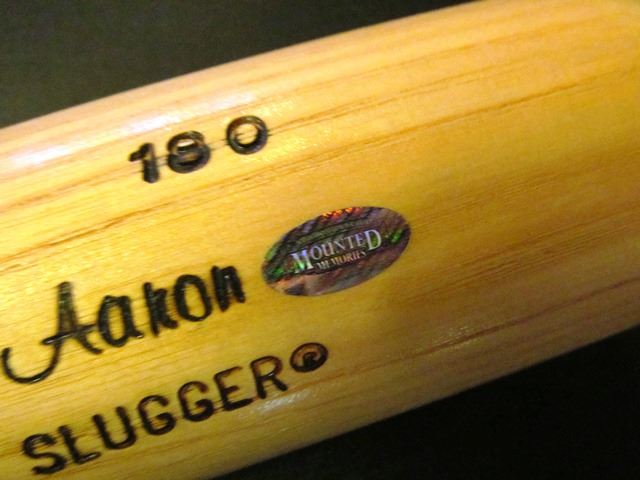 180
Aaron
MOUNTED
MEMORIES
SLUGGER®